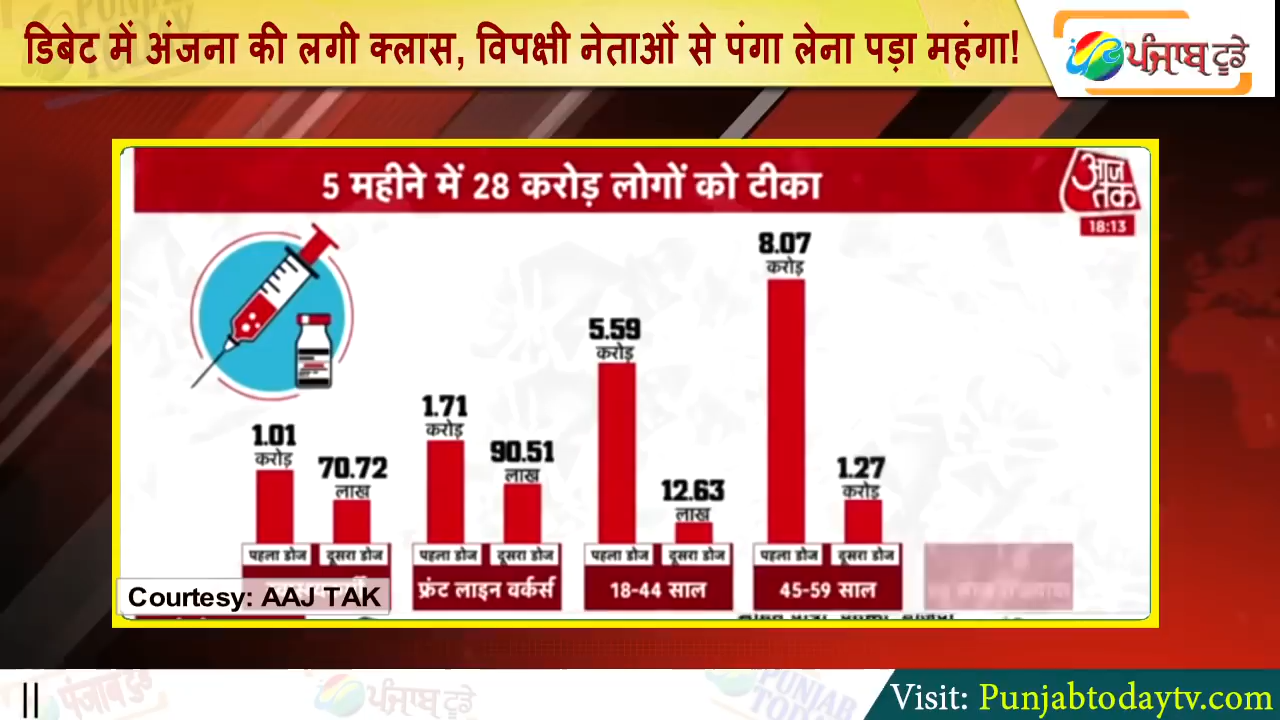 डिबेट में अंजना की लगी क्लास, विपक्षी नेताओं से पंगा लेना पड़ा महंगा!
ਪੰਜਾਬ ਟੂਡੇ
5 महीने में 28 करोड़ लोगों को टीका
आज तक
18:13
1.01 करोड़
70.72 लाख
1.71 करोड़
90.51 लाख
5.59 करोड़
12.63 लाख
8.07 करोड़
1.27 करोड़
पहला डोज दूसरा डोज
पहला डोज दूसरा डोज
पहला डोज दूसरा डोज
पहला डोज दूसरा डोज
फ्रंट लाइन वर्कर्स
18-44 साल
45-59 साल
Courtesy: AAJ TAK
Visit: Punjabtodaytv.com